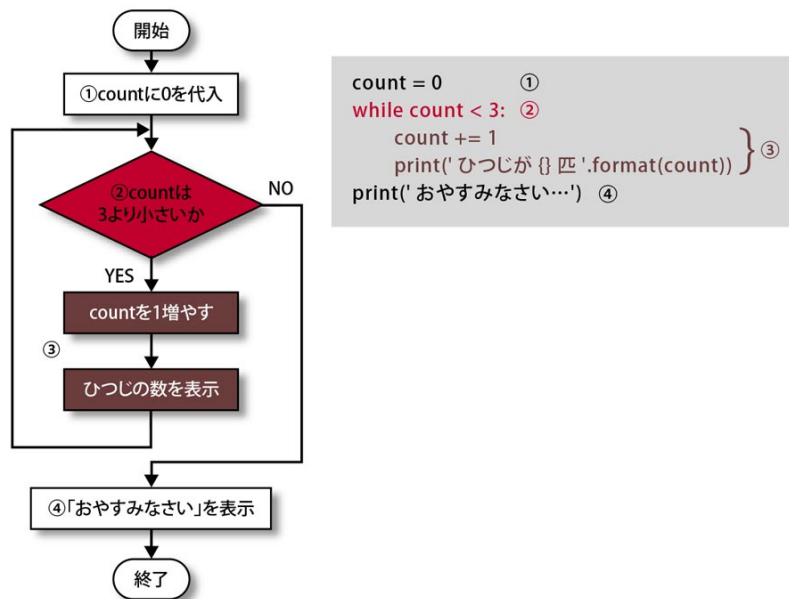 開始
①countに0を代入
②countは
3より小さいか
NO
YES
countを1増やす
③
ひつじの数を表示
④「おやすみなさい」を表示
終了
count = 0 ①
while count < 3: ②
count += 1
print(' ひつじが {} 匹 '.format(count))
③
print(' おやすみなさい…') ④